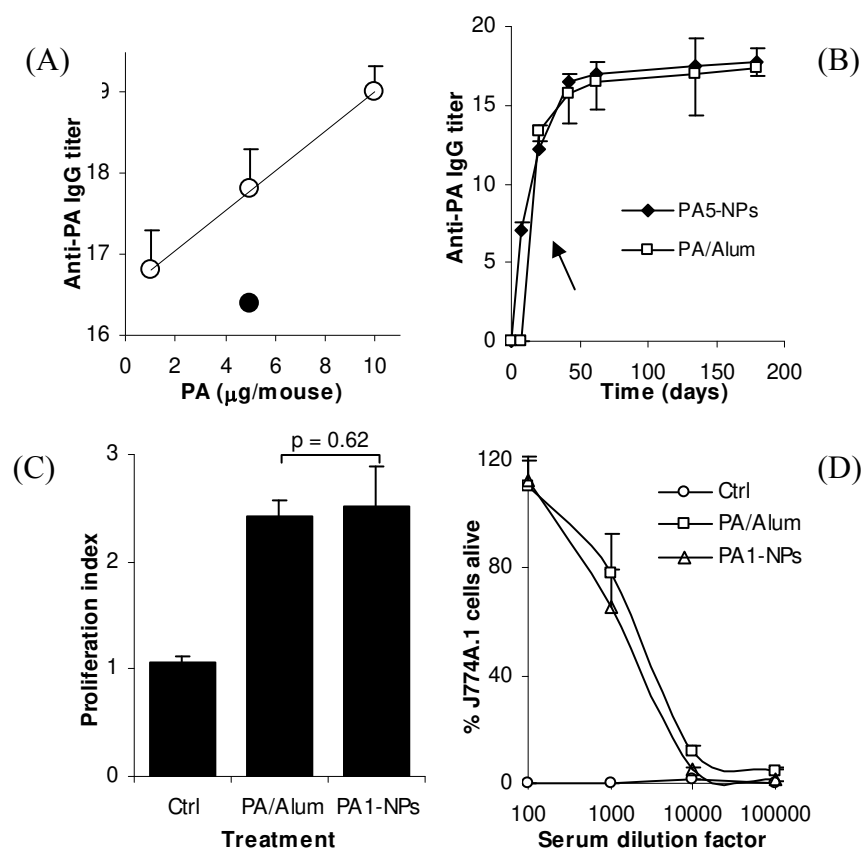 (A)
Anti-PA IgG titer
9
18
17
16
0 2 4 6 8 10
PA (μg/mouse)
(B)
Anti-PA IgG titer
20
15
10
5
0
PA5-NPs
PA/Alum
0 50 100 150 200
Time (days)
(C)
p = 0.62
Proliferation index
3
2
1
0
Ctrl PA/Alum PA1-NPs
Treatment
(D)
% J774A.1 cells alive
120
80
40
0
Ctrl
PA/Alum
PA1-NPs
100 1000 10000 100000
Serum dilution factor